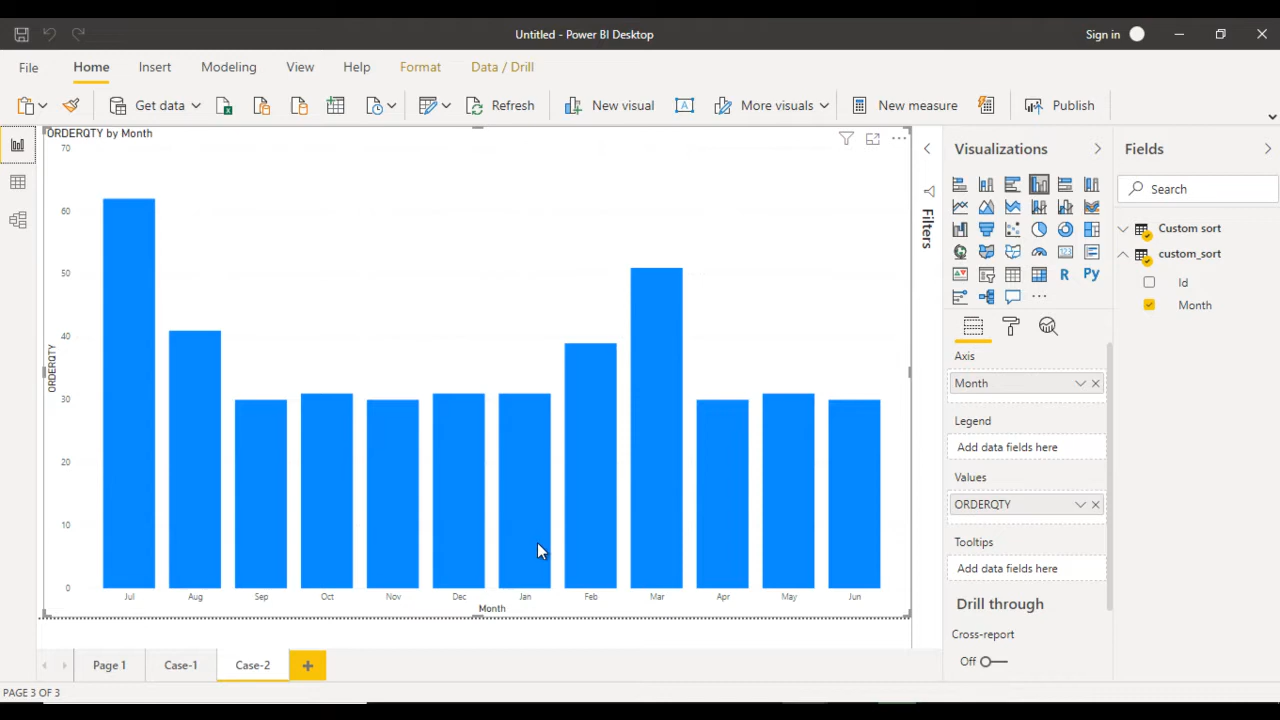 Untitled - Power BI Desktop
Sign in
File Home Insert Modeling View Help Format Data / Drill
Get data Refresh New visual More visuals New measure Publish
ORDERQTY by Month
70
60
50
40
30
20
10
0
ORDERQTY
Jul Aug Sep Oct Nov Dec Jan Feb Mar Apr May Jun
Month
Filters
Visualizations
R Py
Axis
Month
Legend
Add data fields here
Values
ORDERQTY
Tooltips
Add data fields here
Drill through
Cross-report
Off
Fields
Search
Custom sort
custom_sort
Id
Month
Page 1 Case-1 Case-2
PAGE 3 OF 3